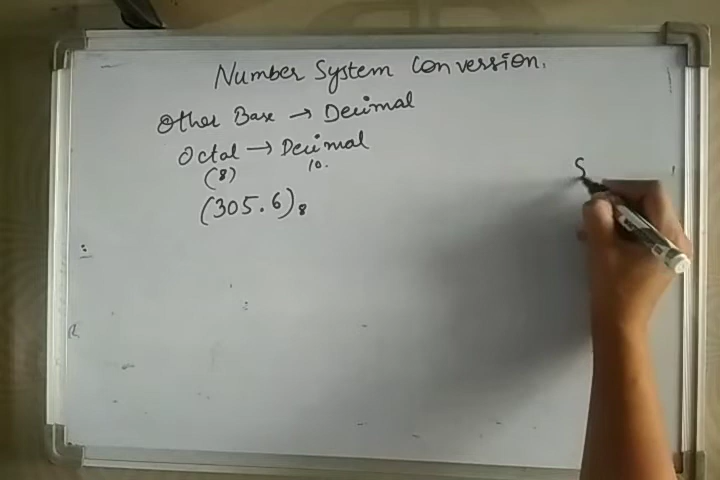 Number System Conversion.
Other Base → Decimal
Octal → Decimal
(8) 10.
(305.6)₈
S